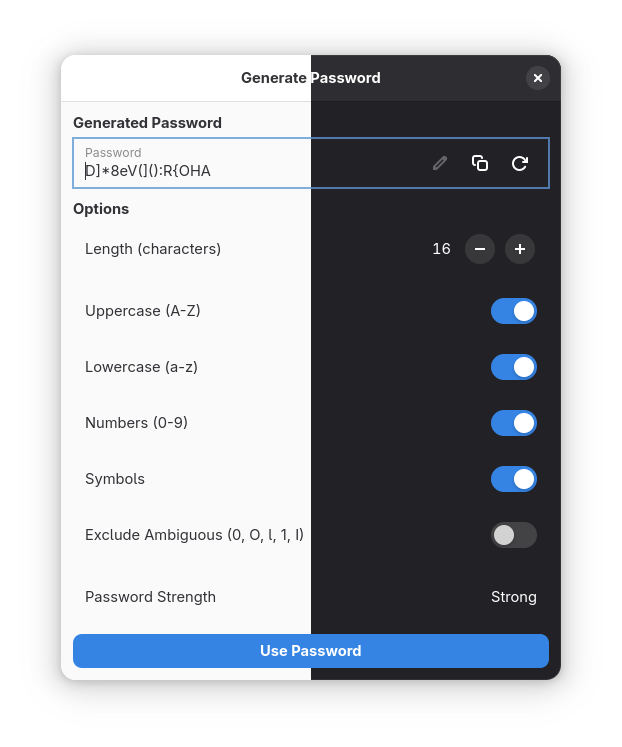 Generate Password
Generated Password
Password
D]*8eV(]():R{OHA
Options
Length (characters) 16
Uppercase (A-Z)
Lowercase (a-z)
Numbers (0-9)
Symbols
Exclude Ambiguous (0, O, l, 1, I)
Password Strength Strong
Use Password